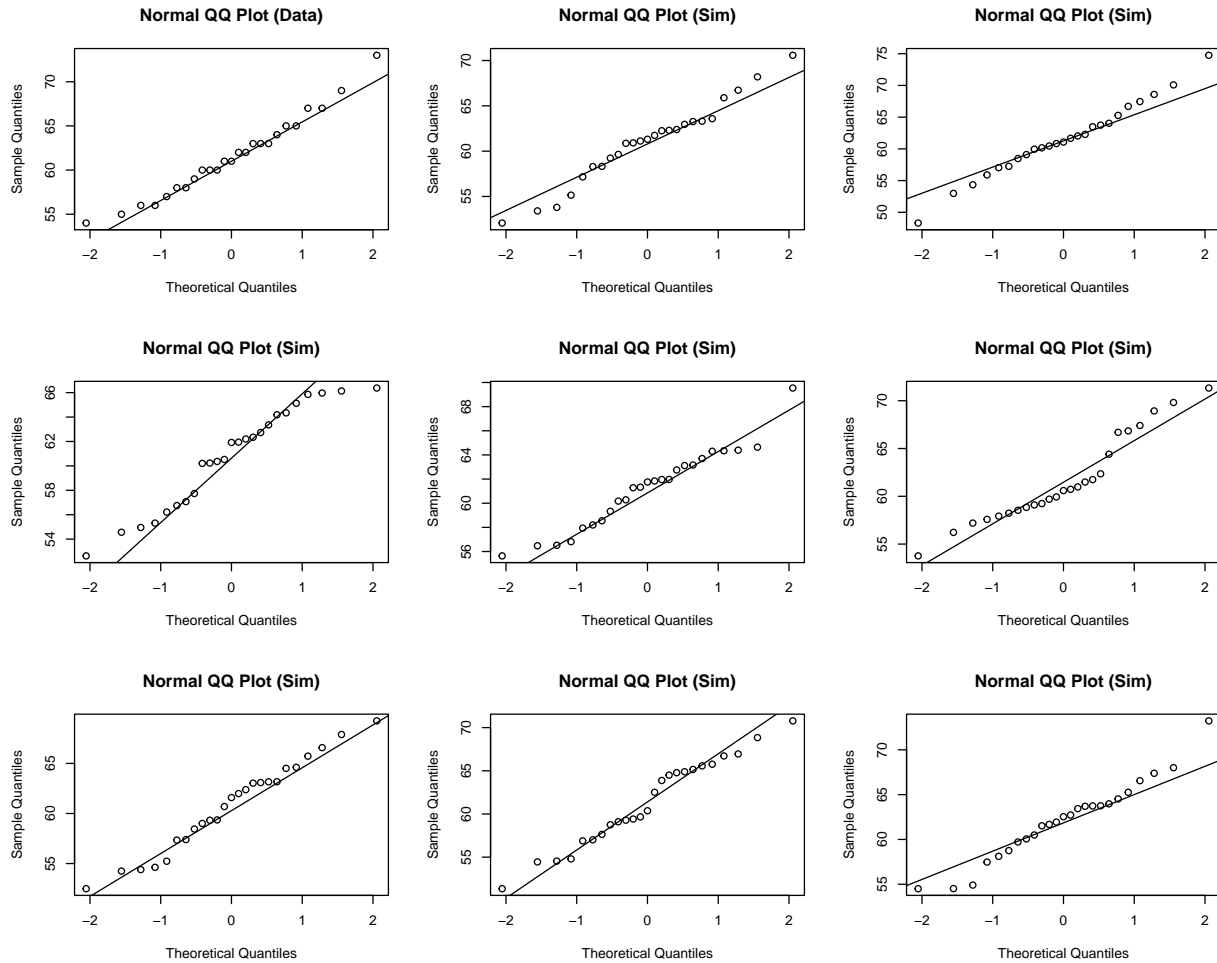 Normal QQ Plot (Data)
Sample Quantiles
70
65
60
55
−2 −1 0 1 2
Theoretical Quantiles
Normal QQ Plot (Sim)
Sample Quantiles
70
65
60
55
−2 −1 0 1 2
Theoretical Quantiles
Normal QQ Plot (Sim)
Sample Quantiles
75
70
65
60
55
50
−2 −1 0 1 2
Theoretical Quantiles
Normal QQ Plot (Sim)
Sample Quantiles
66
62
58
54
−2 −1 0 1 2
Theoretical Quantiles
Normal QQ Plot (Sim)
Sample Quantiles
68
64
60
56
−2 −1 0 1 2
Theoretical Quantiles
Normal QQ Plot (Sim)
Sample Quantiles
70
65
60
55
−2 −1 0 1 2
Theoretical Quantiles
Normal QQ Plot (Sim)
Sample Quantiles
65
60
55
−2 −1 0 1 2
Theoretical Quantiles
Normal QQ Plot (Sim)
Sample Quantiles
70
65
60
55
−2 −1 0 1 2
Theoretical Quantiles
Normal QQ Plot (Sim)
Sample Quantiles
70
65
60
55
−2 −1 0 1 2
Theoretical Quantiles